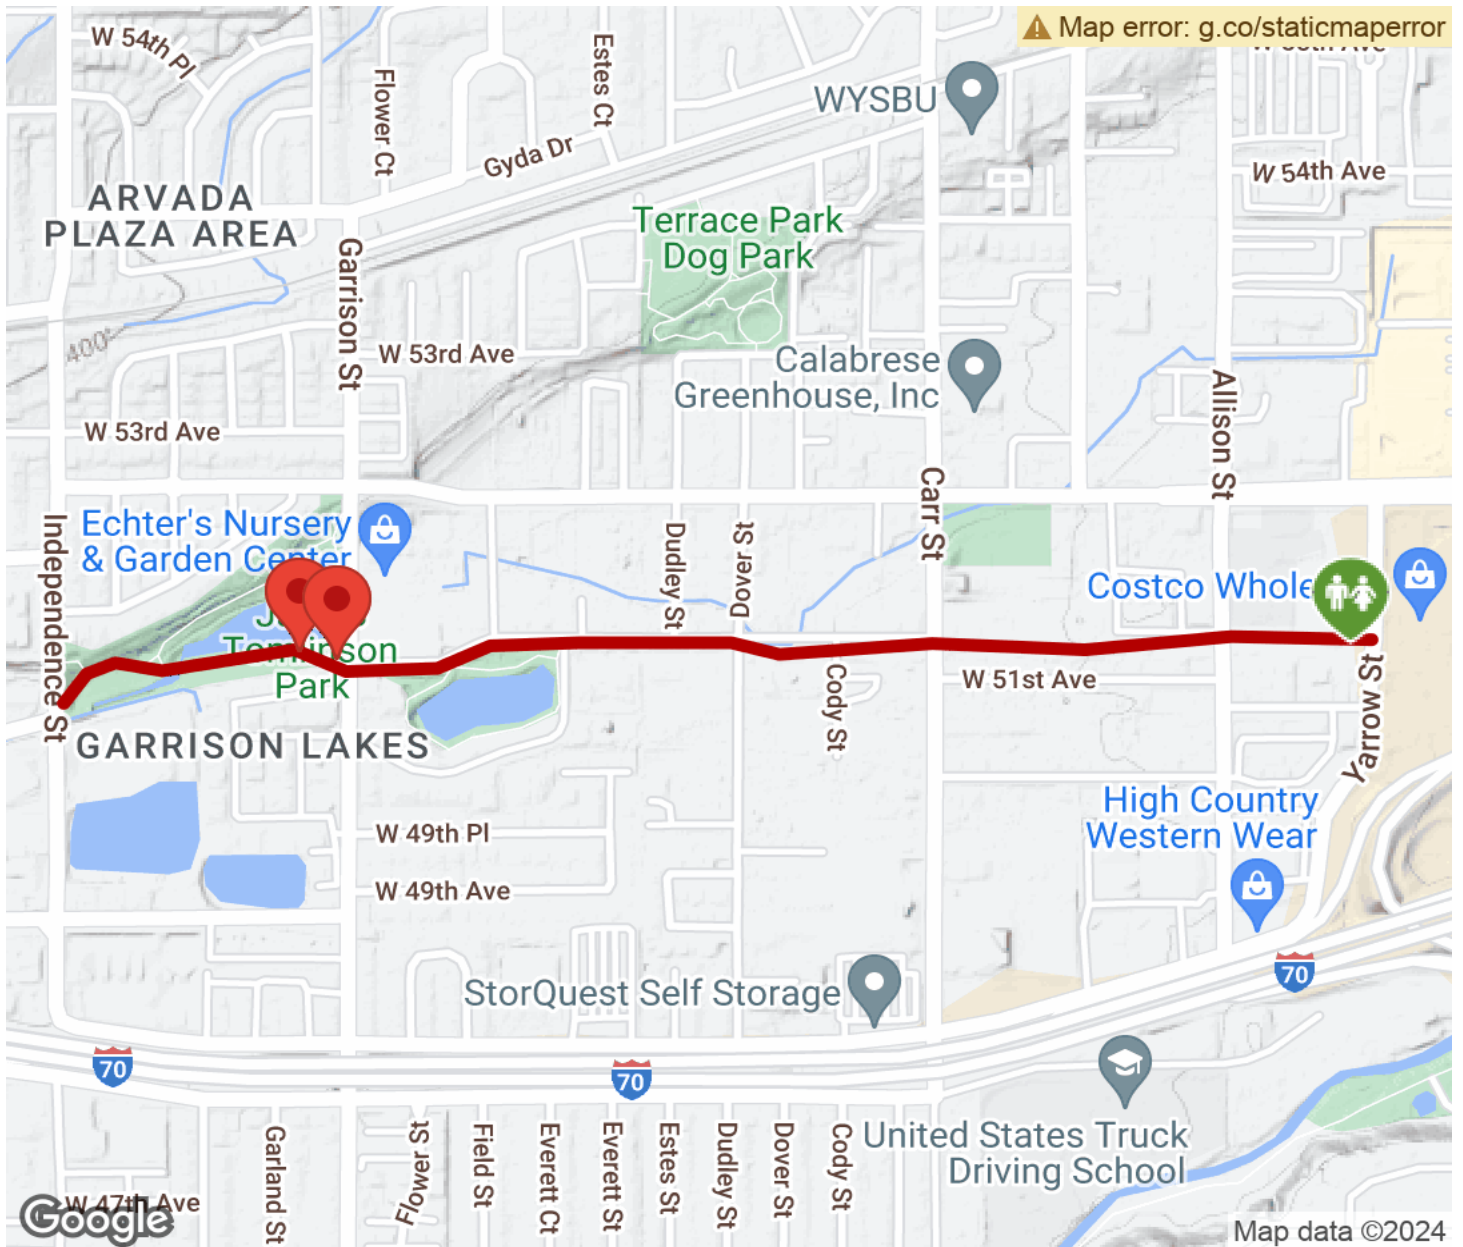 Map error: g.co/staticmaperror
W 54th Pl
Flower Ct
Estes Ct
WYSBU
Gyda Dr
W 54th Ave
ARVADA
PLAZA AREA
Terrace Park
Dog Park
Garrison St
400'
W 53rd Ave
Calabrese
Greenhouse, Inc
Allison St
W 53rd Ave
Carr St
Independence St
Echter's Nursery
& Garden Center
Dudley St
Dover St
Costco Whole
Park
W 51st Ave
Cody St
Yarrow St
GARRISON LAKES
High Country
Western Wear
W 49th Pl
W 49th Ave
StorQuest Self Storage
70
70
70
United States Truck
Driving School
Garland St
Flower St
Field St
Everett Ct
Everett St
Estes St
Dudley St
Dover St
Cody St
W 47th Ave
Google
Map data ©2024